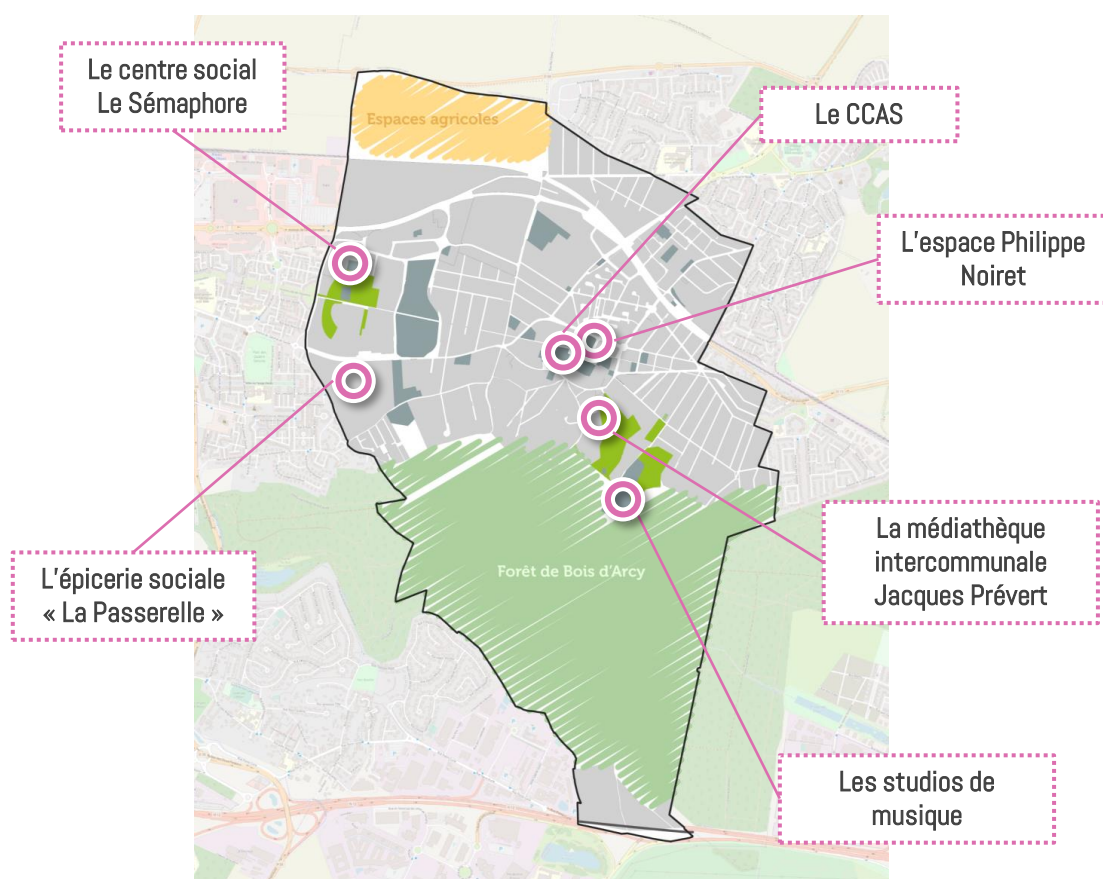 Le centre social
Le Sémaphore
Le CCAS
Espaces agricoles
L'espace Philippe
Noiret
La médiathèque
intercommunale
Jacques Prévert
L'épicerie sociale
« La Passerelle »
Forêt de Bois d'Arcy
Les studios de
musique